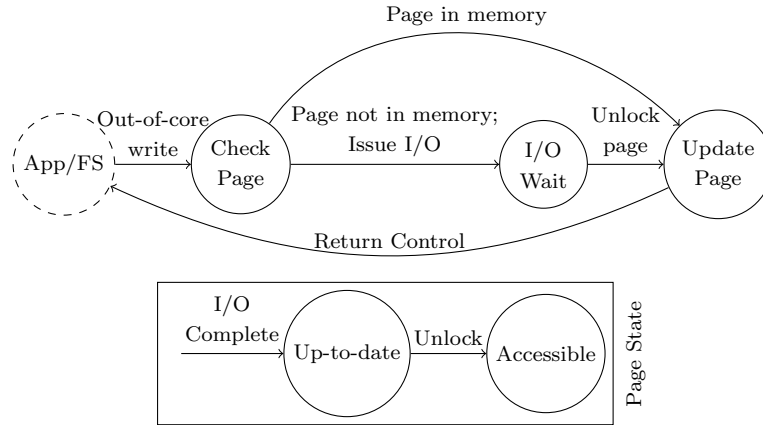 Page in memory
Out-of-core
write
Page not in memory;
Issue I/O
Unlock
page
App/FS
Check
Page
I/O
Wait
Update
Page
Return Control
I/O
Complete
Up-to-date
Unlock
Accessible
Page State